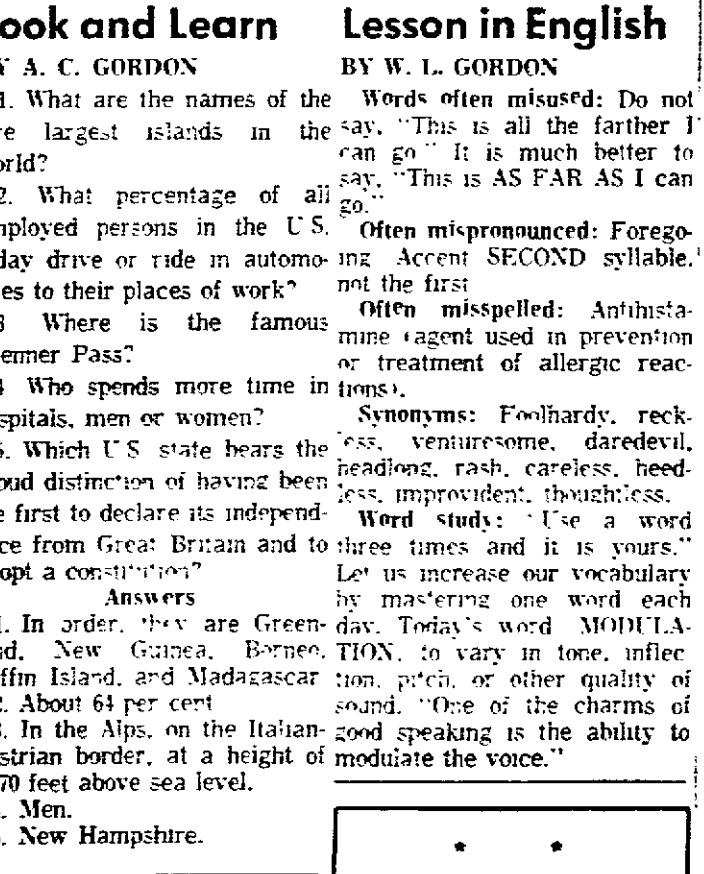 ook and Learn
BY A. C. GORDON
1. What are the names of the
re largest islands in the
orld?
2. What percentage of all
mployed persons in the U.S.
day drive or ride in automo-
les to their places of work?
3 Where is the famous
enner Pass?
4 Who spends more time in
spitals, men or women?
5. Which U S state bears the
oud distinction of having been
e first to declare its independ-
ce from Great Britain and to
opt a constitution?
Answers
1. In order, they are Green-
nd, New Guinea, Borneo,
ffin Island, and Madagascar
2. About 64 per cent
3. In the Alps, on the Italian-
strian border, at a height of
70 feet above sea level.
. Men.
. New Hampshire.
Lesson in English
BY W. L. GORDON
Words often misused: Do not
say, "This is all the farther I
can go" It is much better to
say, "This is AS FAR AS I can
go."
Often mispronounced: Forego-
ing Accent SECOND syllable,
not the first
Often misspelled: Antihista-
mine (agent used in prevention
or treatment of allergic reac-
tions).
Synonyms: Foolhardy, reck-
less, venturesome, daredevil,
headlong, rash, careless, heed-
less, improvident, thoughtless.
Word study: "Use a word
three times and it is yours."
Let us increase our vocabulary
by mastering one word each
day. Today's word MODULA-
TION, to vary in tone, inflec
tion, pitch, or other quality of
sound. "One of the charms of
good speaking is the ability to
modulate the voice."